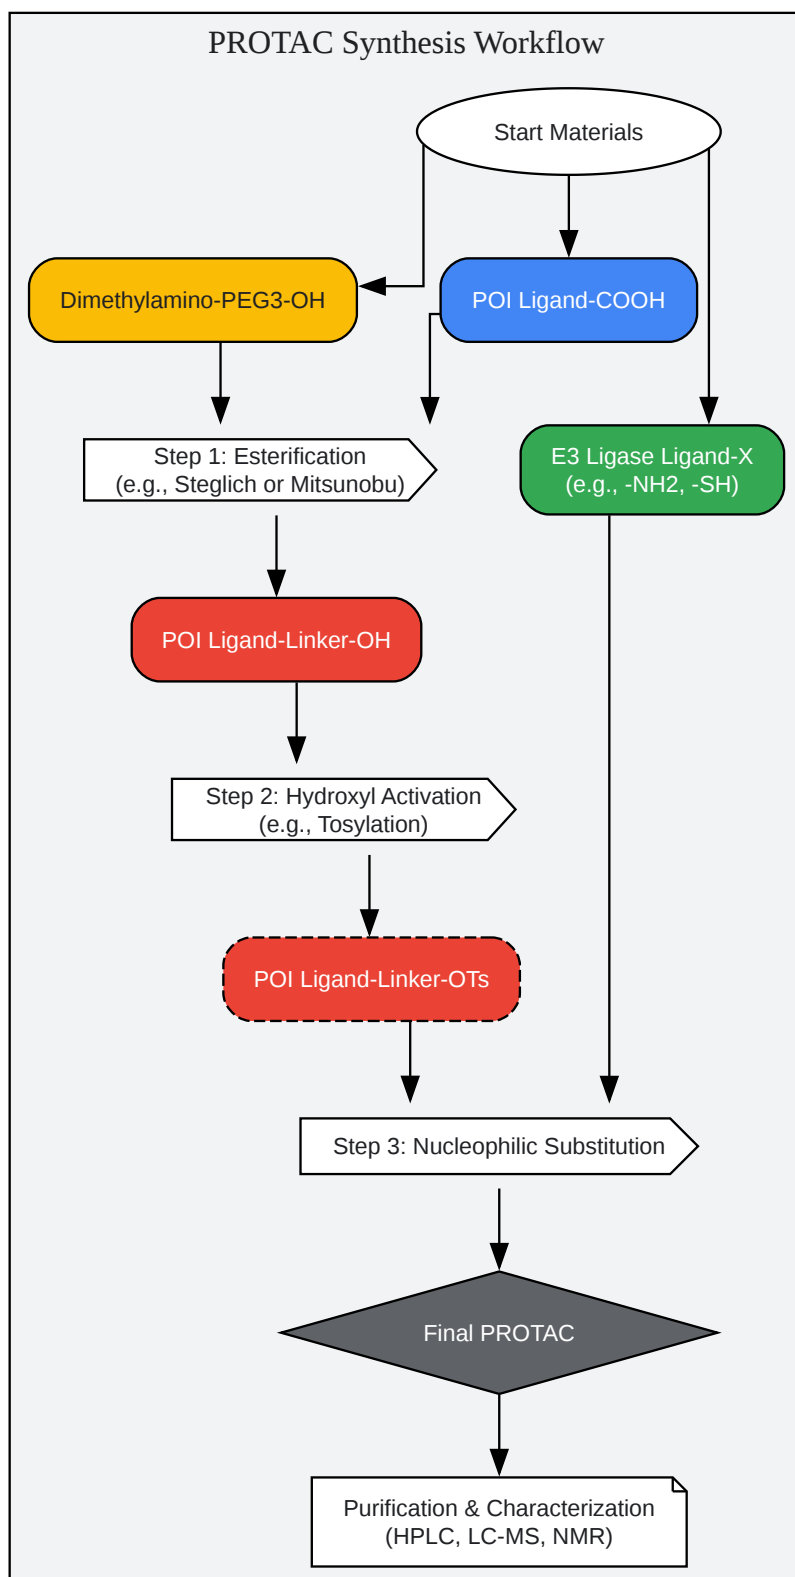 PROTAC Synthesis Workflow
Start Materials
Dimethylamino-PEG3-OH
POI Ligand-COOH
Step 1: Esterification
(e.g., Steglich or Mitsunobu)
E3 Ligase Ligand-X
(e.g., -NH2, -SH)
POI Ligand-Linker-OH
Step 2: Hydroxyl Activation
(e.g., Tosylation)
POI Ligand-Linker-OTs
Step 3: Nucleophilic Substitution
Final PROTAC
Purification & Characterization
(HPLC, LC-MS, NMR)